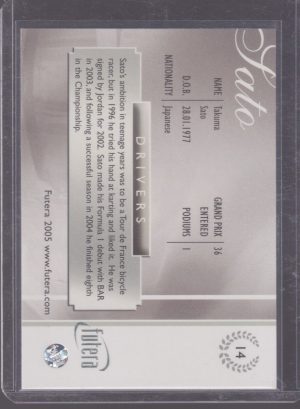 Sato
NAME Takuma Sato
D.O.B. 28.01.1977
NATIONALITY Japanese
GRAND PRIX ENTERED 36
PODIUMS 1
14
DRIVERS
Sato's ambition in teenage years was to be a Tour de France bicycle
racer, but in 1996 he tried his hand at karting and liked it. He was
signed by Jordan for 2002. Sato made his Formula 1 debut with BAR
in 2003, and following a successful season in 2004 he finished eighth
in the Championship.
Futera 2005 www.futera.com
futera